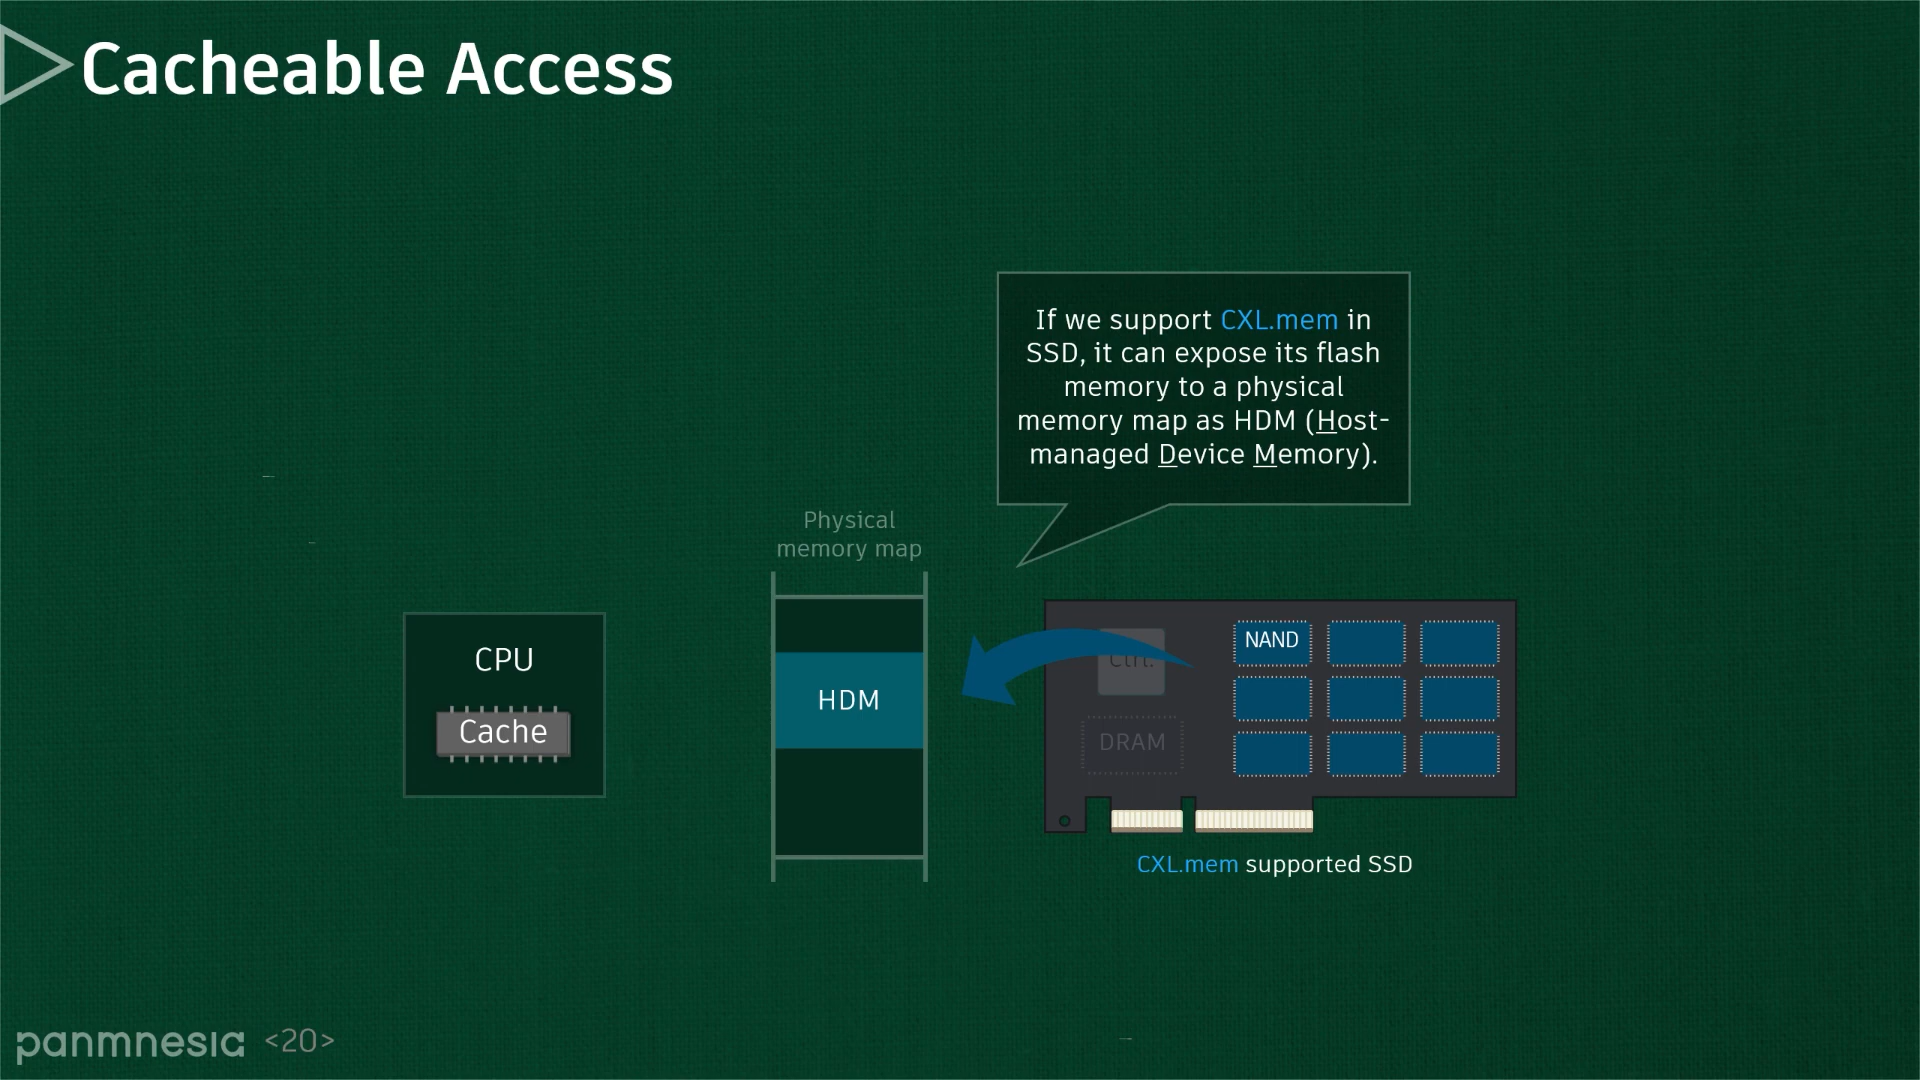 Cacheable Access
If we support CXL.mem in
SSD, it can expose its flash
memory to a physical
memory map as HDM (Host-
managed Device Memory).
Physical
memory map
CPU
Cache
HDM
Ctrl.
DRAM
NAND
CXL.mem supported SSD
panmnesia <20>